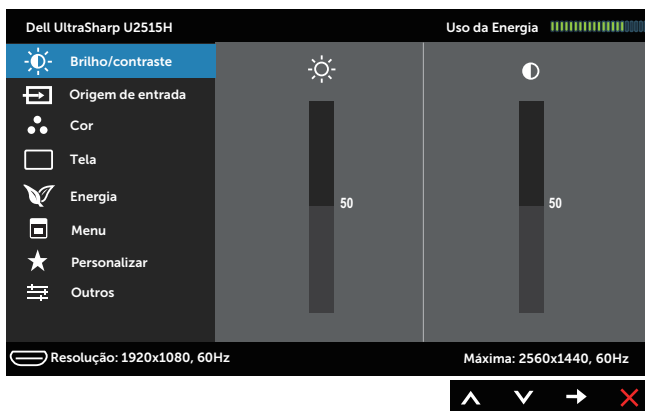 Dell UltraSharp U2515H
Uso da Energia
Brilho/contraste
Origem de entrada
Cor
Tela
Energia
Menu
Personalizar
Outros
50
50
Resolução: 1920x1080, 60Hz
Máxima: 2560x1440, 60Hz